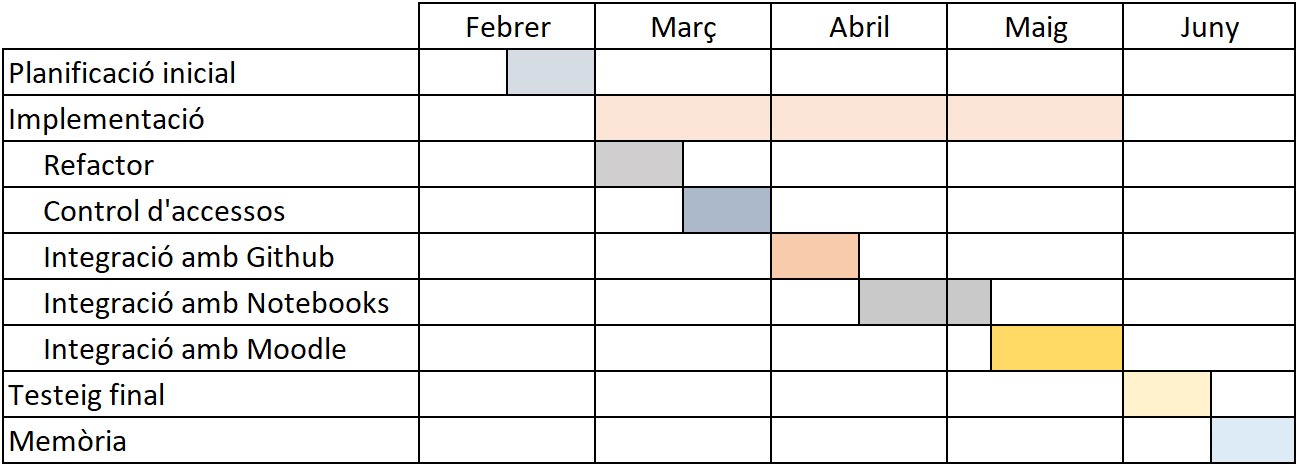 Febrer Març Abril Maig Juny
Planificació inicial
Implementació
Refactor
Control d'accessos
Integració amb Github
Integració amb Notebooks
Integració amb Moodle
Testeig final
Memòria